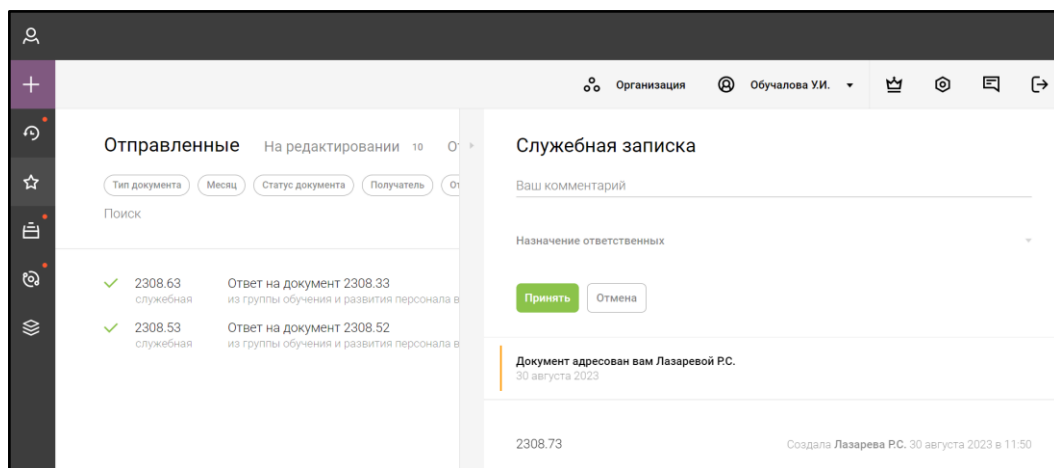 Организация
Обучалова У.И.
Отправленные
На редактировании 10
Тип документа
Месяц
Статус документа
Получатель
Поиск
2308.63
Ответ на документ 2308.33
служебная
из группы обучения и развития персонала в
2308.53
Ответ на документ 2308.52
служебная
из группы обучения и развития персонала в
Служебная записка
Ваш комментарий
Назначение ответственных
Принять
Отмена
Документ адресован вам Лазаревой Р.С.
30 августа 2023
2308.73
Создала Лазарева Р.С. 30 августа 2023 в 11:50